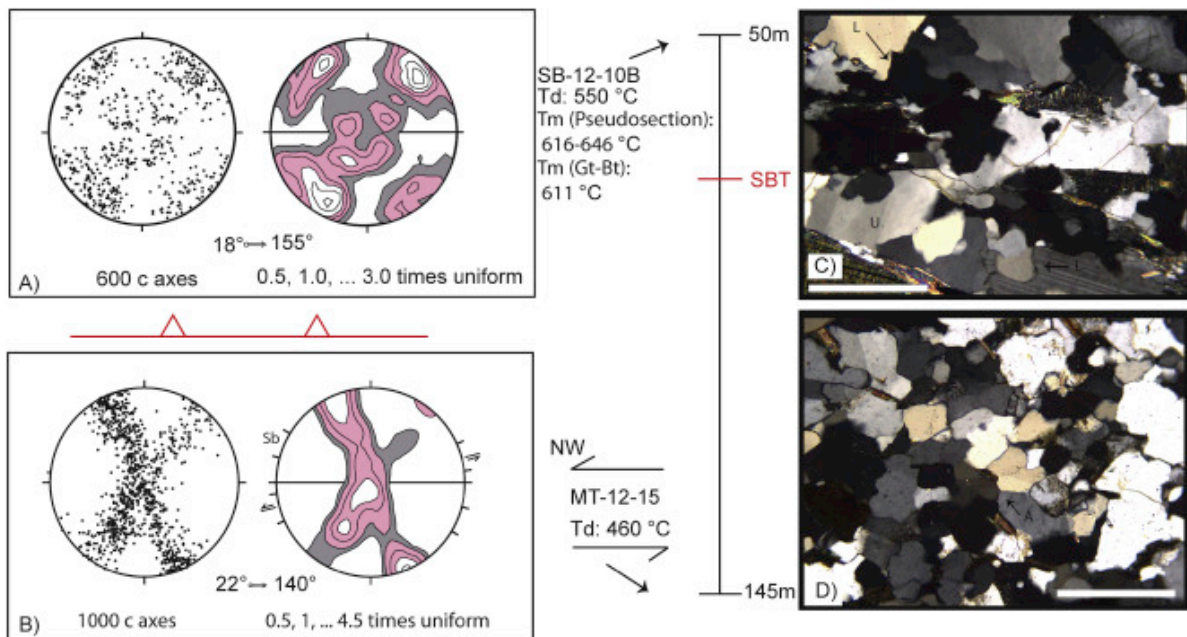 18° ⟷ 155°
600 c axes
0.5, 1.0, ... 3.0 times uniform
A)
SB-12-10B
Td: 550 °C
Tm (Pseudosection):
616-646 °C
Tm (Gt-Bt):
611 °C
50m
SBT
145m
L
U
L
C)
Sb
22° ⟷ 140°
1000 c axes
0.5, 1, ... 4.5 times uniform
B)
NW
MT-12-15
Td: 460 °C
A
D)